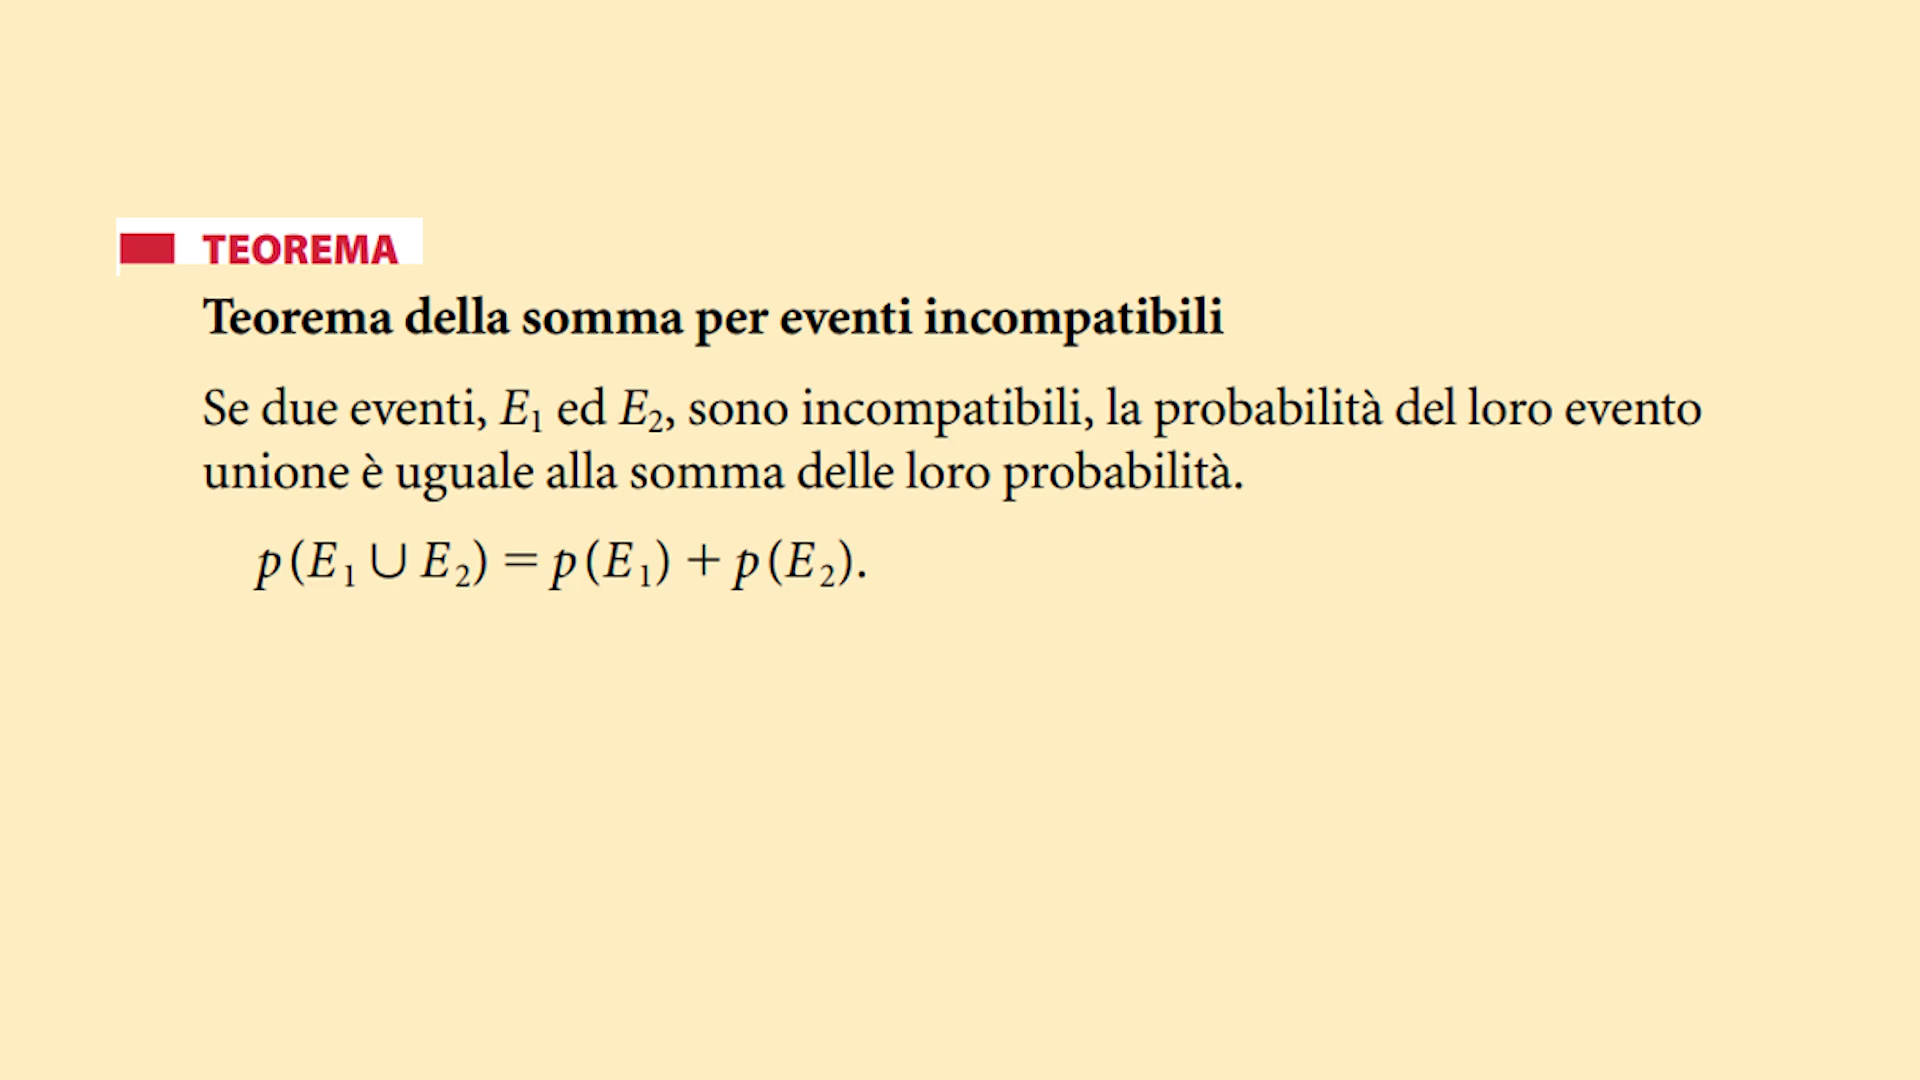 TEOREMA
Teorema della somma per eventi incompatibili
Se due eventi, E₁ ed E₂, sono incompatibili, la probabilità del loro evento
unione è uguale alla somma delle loro probabilità.
p(E₁ ∪ E₂) = p(E₁) + p(E₂).